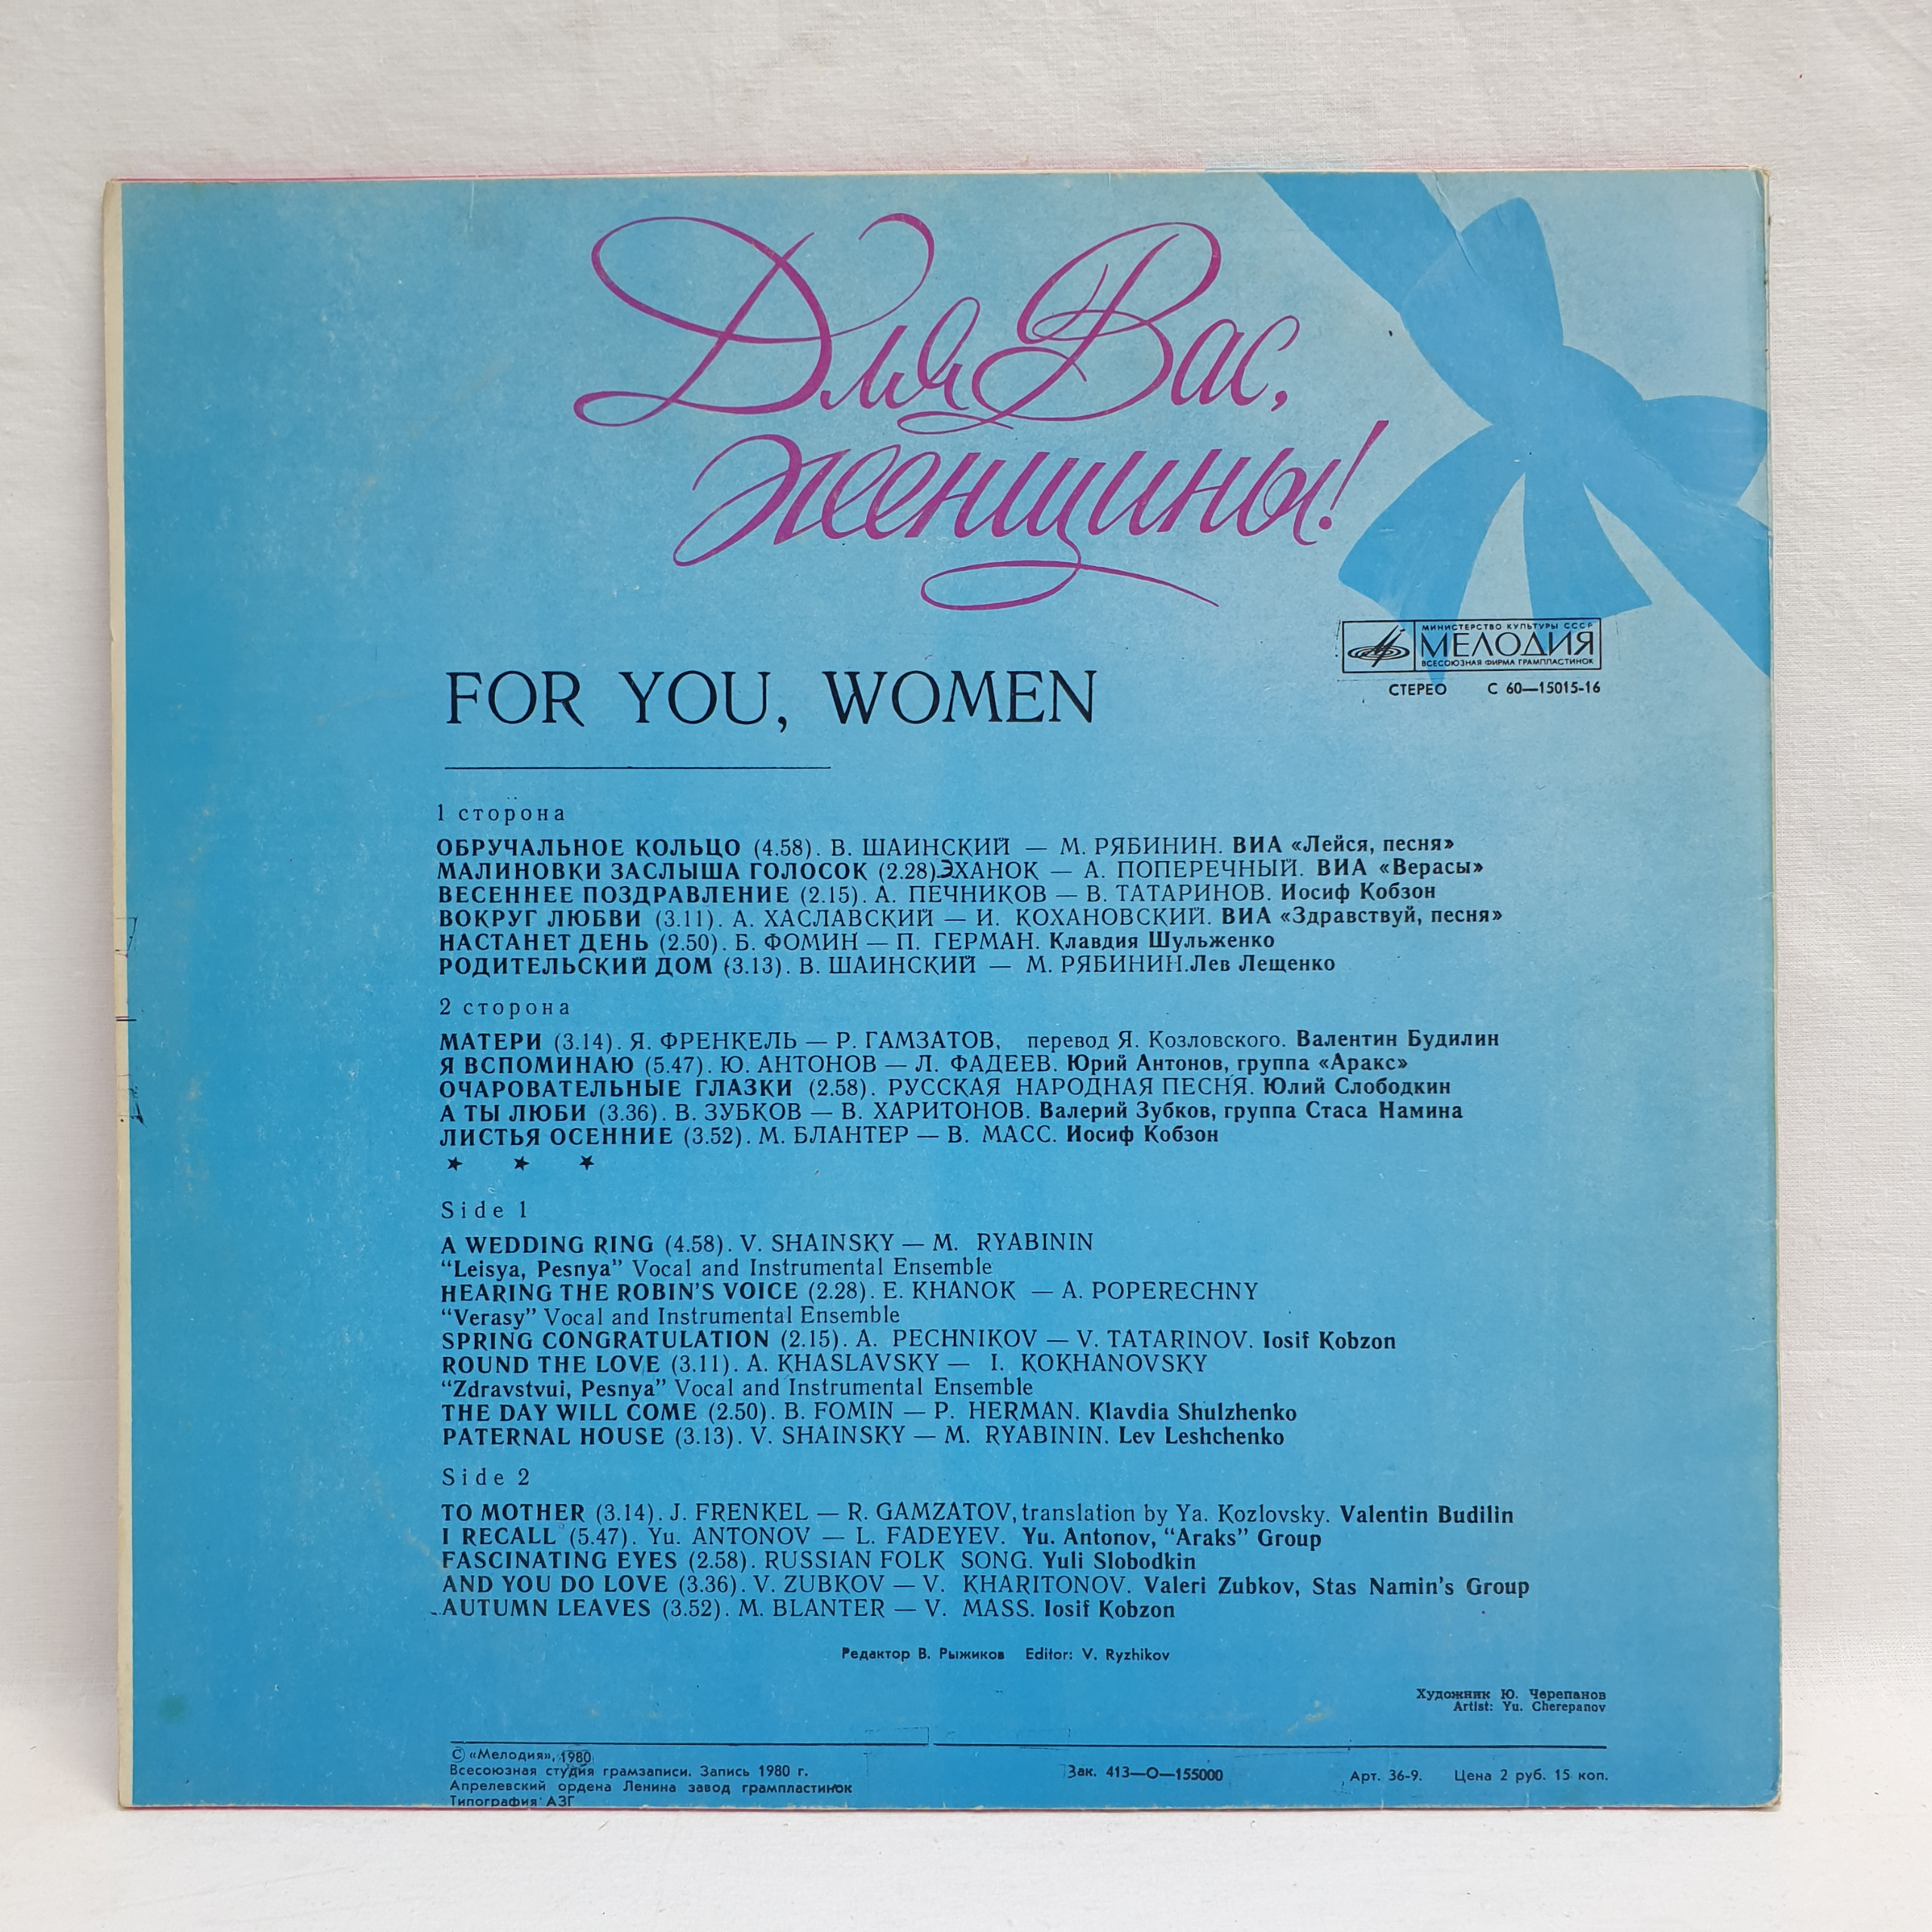 Для Вас,
женщины!
МИНИСТЕРСТВО КУЛЬТУРЫ СССР
МЕЛОДИЯ
ВСЕСОЮЗНАЯ ФИРМА ГРАМПЛАСТИНОК
СТЕРЕО С 60—15015-16
FOR YOU, WOMEN
1 сторона
ОБРУЧАЛЬНОЕ КОЛЬЦО (4.58). В. ШАИНСКИЙ — М. РЯБИНИН. ВИА «Лейся, песня»
МАЛИНОВКИ ЗАСЛЫША ГОЛОСОК (2.28) Э ХАНОК — А. ПОПЕРЕЧНЫЙ. ВИА «Верасы»
ВЕСЕННЕЕ ПОЗДРАВЛЕНИЕ (2.15). А. ПЕЧНИКОВ — В. ТАТАРИНОВ. Иосиф Кобзон
ВОКРУГ ЛЮБВИ (3.11). А. ХАСЛАВСКИЙ — И. КОХАНОВСКИЙ. ВИА «Здравствуй, песня»
НАСТАНЕТ ДЕНЬ (2.50). Б. ФОМИН — П. ГЕРМАН. Клавдия Шульженко
РОДИТЕЛЬСКИЙ ДОМ (3.13). В. ШАИНСКИЙ — М. РЯБИНИН.Лев Лещенко
2 сторона
МАТЕРИ (3.14). Я. ФРЕНКЕЛЬ — Р. ГАМЗАТОВ, перевод Я. Козловского. Валентин Будилин
Я ВСПОМИНАЮ (5.47). Ю. АНТОНОВ — Л. ФАДЕЕВ. Юрий Антонов, группа «Аракс»
ОЧАРОВАТЕЛЬНЫЕ ГЛАЗКИ (2.58). РУССКАЯ НАРОДНАЯ ПЕСНЯ. Юлий Слободкин
А ТЫ ЛЮБИ (3.36). В. ЗУБКОВ — В. ХАРИТОНОВ. Валерий Зубков, группа Стаса Намина
ЛИСТЬЯ ОСЕННИЕ (3.52). М. БЛАНТЕР — В. МАСС. Иосиф Кобзон
★ ★ ★
Side 1
A WEDDING RING (4.58). V. SHAINSKY — M. RYABININ
“Leisya, Pesnya” Vocal and Instrumental Ensemble
HEARING THE ROBIN'S VOICE (2.28). E. KHANOK — A. POPERECHNY
“Verasy” Vocal and Instrumental Ensemble
SPRING CONGRATULATION (2.15). A. PECHNIKOV — V. TATARINOV. Iosif Kobzon
ROUND THE LOVE (3.11). A. KHASLAVSKY — I. KOKHANOVSKY
“Zdravstvui, Pesnya” Vocal and Instrumental Ensemble
THE DAY WILL COME (2.50). B. FOMIN — P. HERMAN. Klavdia Shulzhenko
PATERNAL HOUSE (3.13). V. SHAINSKY — M. RYABININ. Lev Leshchenko
Side 2
TO MOTHER (3.14). J. FRENKEL — R. GAMZATOV, translation by Ya. Kozlovsky. Valentin Budilin
I RECALL (5.47). Yu. ANTONOV — L. FADEYEV. Yu. Antonov, “Araks” Group
FASCINATING EYES (2.58). RUSSIAN FOLK SONG. Yuli Slobodkin
AND YOU DO LOVE (3.36). V. ZUBKOV — V. KHARITONOV. Valeri Zubkov, Stas Namin's Group
AUTUMN LEAVES (3.52). M. BLANTER — V. MASS. Iosif Kobzon
Редактор В. Рыжиков Editor: V. Ryzhikov
Художник Ю. Черепанов
Artist: Yu. Cherepanov
© «Мелодия», 1980
Всесоюзная студия грамзаписи. Запись 1980 г.
Апрелевский ордена Ленина завод грампластинок
Типография АЗГ
Зак. 413—О—155000 Арт. 36-9. Цена 2 руб. 15 коп.